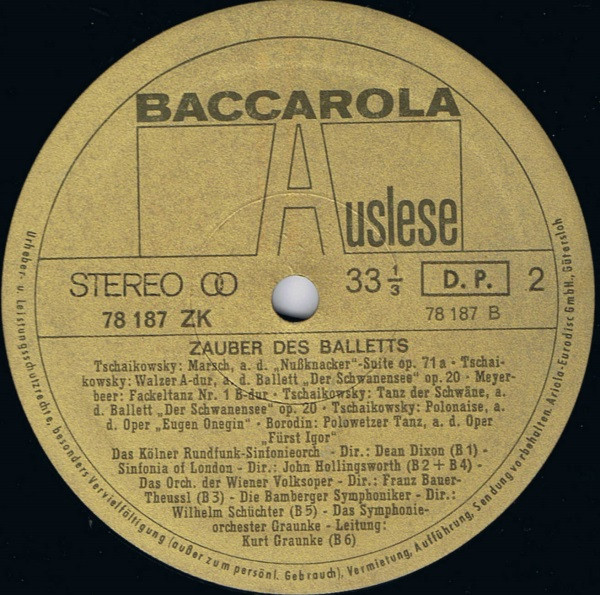 BACCAROLA
Auslese
STEREO
33 1/3
D. P.
2
78 187 ZK
78 187 B
ZAUBER DES BALLETTS
Tschaikowsky: Marsch, a. d. „Nußknacker“-Suite op. 71 a · Tschai-
kowsky: Walzer A-dur, a. d. Ballett „Der Schwanensee“ op. 20 · Meyer-
beer: Fackeltanz Nr. 1 B-dur · Tschaikowsky: Tanz der Schwäne, a.
d. Ballett „Der Schwanensee“ op. 20 · Tschaikowsky: Polonaise, a.
d. Oper „Eugen Onegin“ · Borodin: Polowetzer Tanz, a. d. Oper
„Fürst Igor“
Das Kölner Rundfunk-Sinfonieorch - Dir.: Dean Dixon (B 1) -
Sinfonia of London - Dir.: John Hollingsworth (B 2 + B 4) -
Das Orch. der Wiener Volksoper - Dir.: Franz Bauer-
Theussl (B 3) - Die Bamberger Symphoniker - Dir.:
Wilhelm Schüchter (B 5) - Das Symphonie-
orchester Graunke - Leitung:
Kurt Graunke (B 6)
Urheber- u. Leistungsschutzrechte, besonders Vervielfältigung (außer zum persönl. Gebrauch), Vermietung, Aufführung, Sendung vorbehalten. Ariola-Eurodisc GmbH., Gütersloh